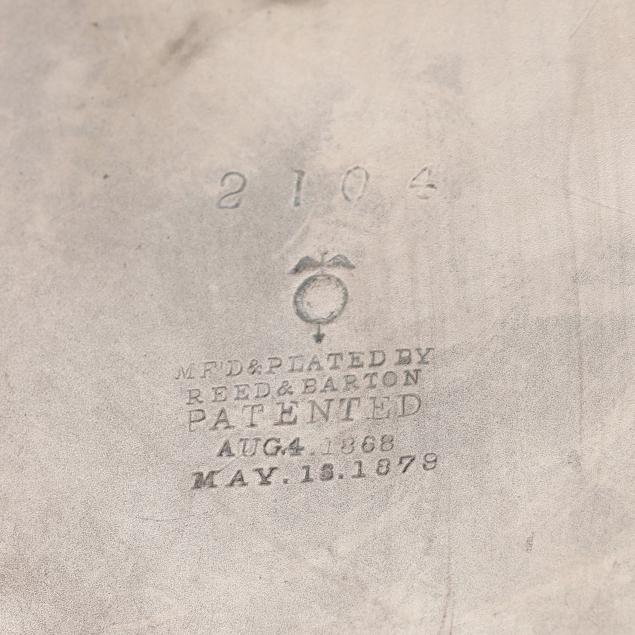 2104
MF'D&PLATED BY
REED & BARTON
PATENTED
AUG.4.1868
MAY.13.1879